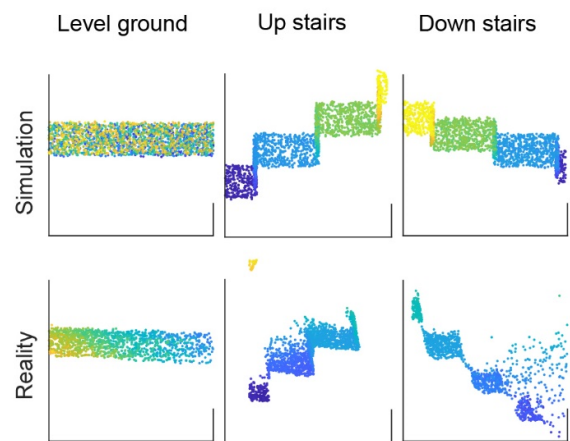 Level ground
Up stairs
Down stairs
Simulation
Reality